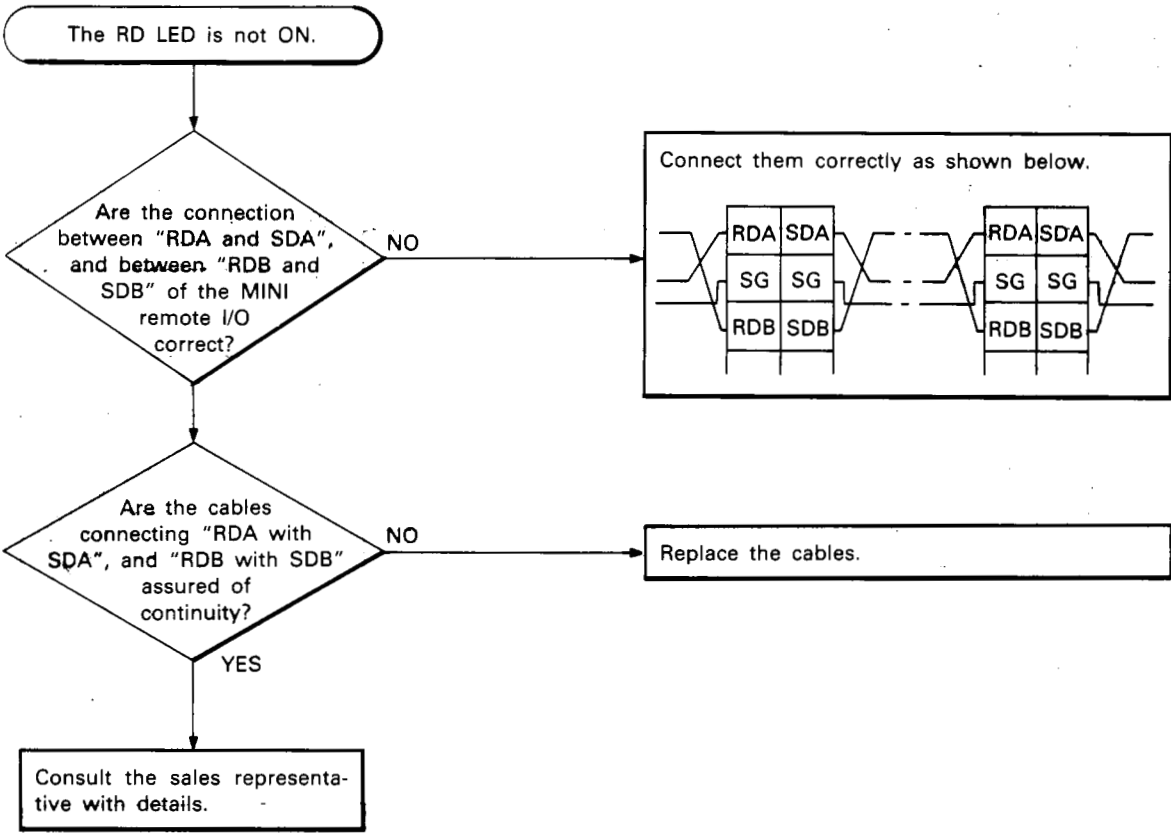 The RD LED is not ON.
Are the connection
between "RDA and SDA",
and between "RDB and
SDB" of the MINI
remote I/O
correct?
NO
Connect them correctly as shown below.
RDA SDA
SG SG
RDB SDB
RDA SDA
SG SG
RDB SDB
Are the cables
connecting "RDA with
SDA", and "RDB with SDB"
assured of
continuity?
NO
Replace the cables.
YES
Consult the sales representa-
tive with details.